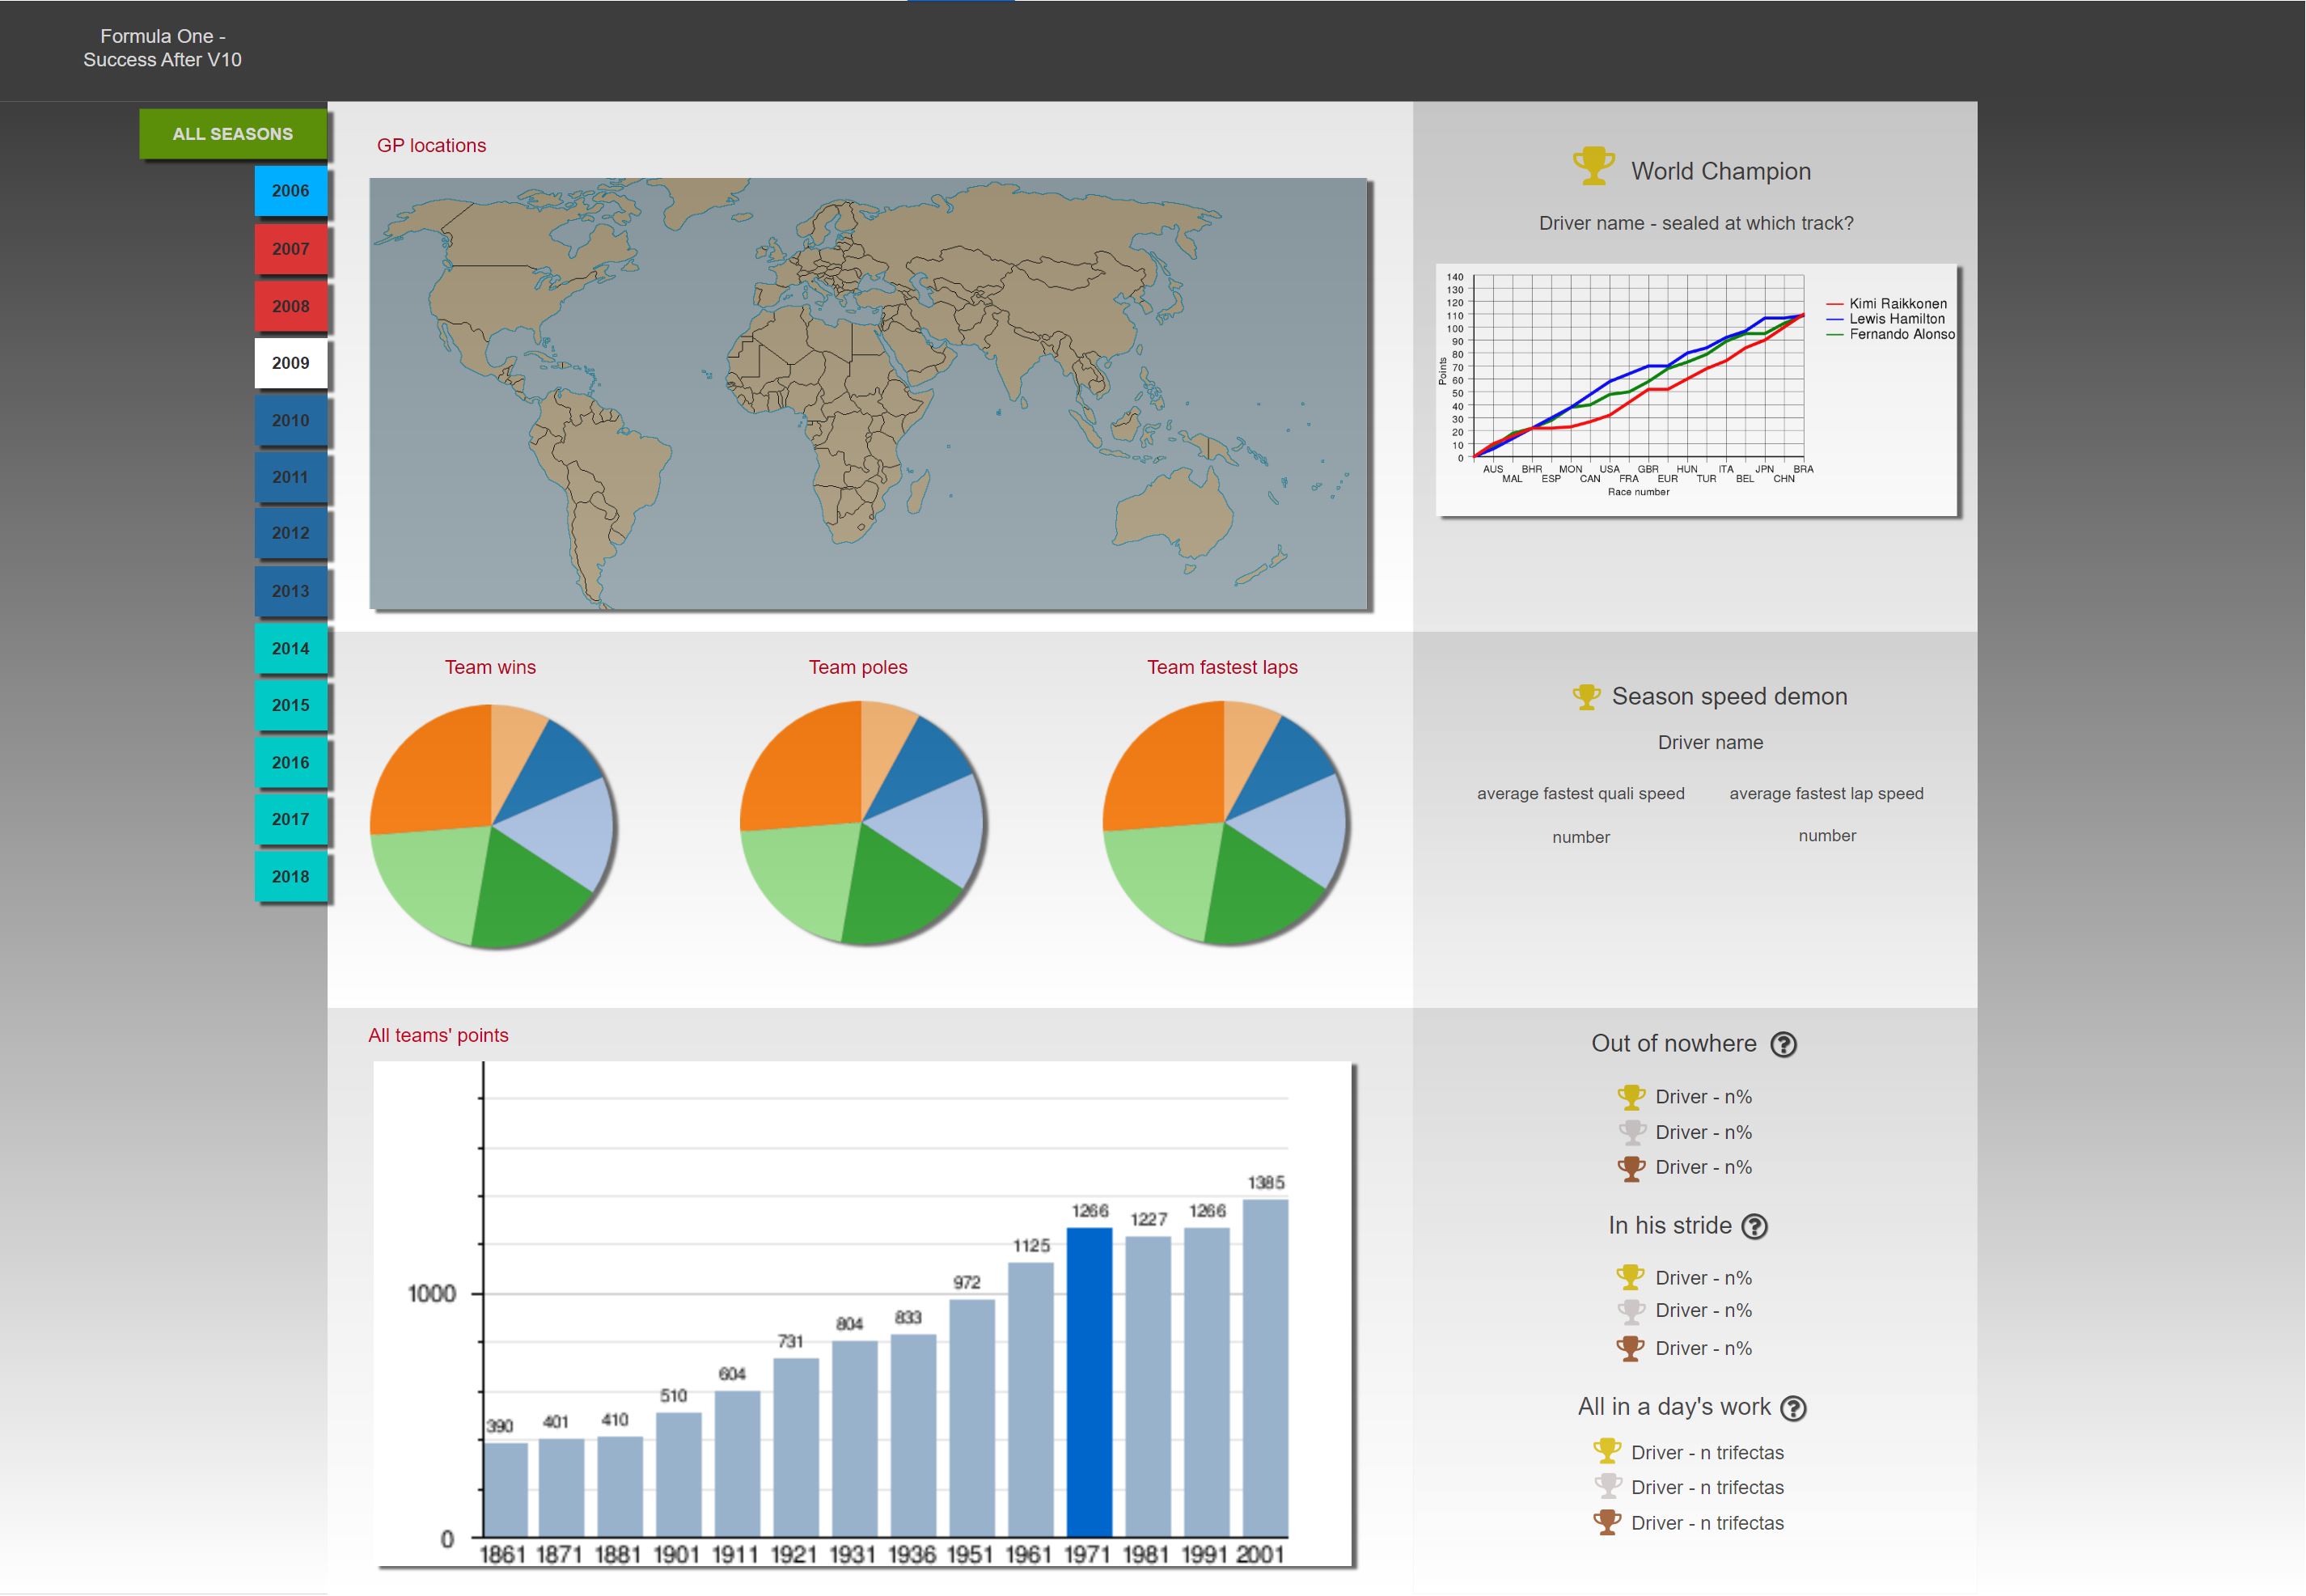 Formula One -
Success After V10
ALL SEASONS
2006
2007
2008
2009
2010
2011
2012
2013
2014
2015
2016
2017
2018
GP locations
World Champion
Driver name - sealed at which track?
140
130
120
110
100
90
80
70
60
50
40
30
20
10
0
Points
Kimi Raikkonen
Lewis Hamilton
Fernando Alonso
AUS BHR MON USA GBR HUN ITA JPN BRA
MAL ESP CAN FRA EUR TUR BEL CHN
Race number
Team wins
Team poles
Team fastest laps
Season speed demon
Driver name
average fastest quali speed
average fastest lap speed
number
number
All teams' points
1000
0
390
401
410
510
604
731
804
833
972
1125
1266
1227
1266
1385
1861 1871 1881 1901 1911 1921 1931 1936 1951 1961 1971 1981 1991 2001
Out of nowhere ?
Driver - n%
Driver - n%
Driver - n%
In his stride ?
Driver - n%
Driver - n%
Driver - n%
All in a day's work ?
Driver - n trifectas
Driver - n trifectas
Driver - n trifectas